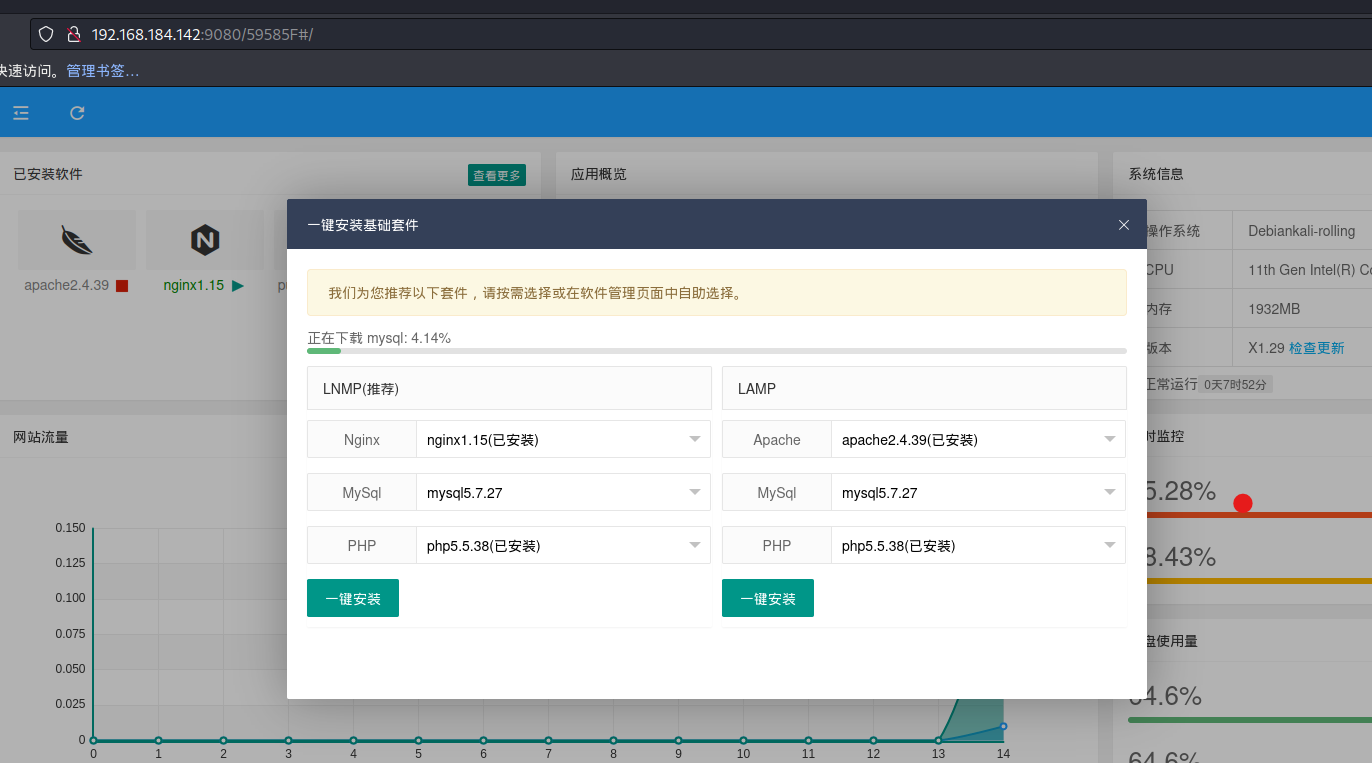 192.168.184.142:9080/59585F#/
快速访问。管理书签…
已安装软件
查看更多
应用概览
系统信息
apache2.4.39
nginx1.15
操作系统
Debiankali-rolling
CPU
11th Gen Intel(R) Co
内存
1932MB
版本
X1.29 检查更新
正常运行 0天7时52分
一键安装基础套件
我们为您推荐以下套件，请按需选择或在软件管理页面中自助选择。
正在下载 mysql: 4.14%
LNMP(推荐)
LAMP
Nginx
nginx1.15(已安装)
Apache
apache2.4.39(已安装)
MySql
mysql5.7.27
MySql
mysql5.7.27
PHP
php5.5.38(已安装)
PHP
php5.5.38(已安装)
一键安装
一键安装
网站流量
0.150
0.125
0.100
0.075
0.050
0.025
0
0 1 2 3 4 5 6 7 8 9 10 11 12 13 14
时监控
5.28%
8.43%
盘使用量
64.6%
64.6%